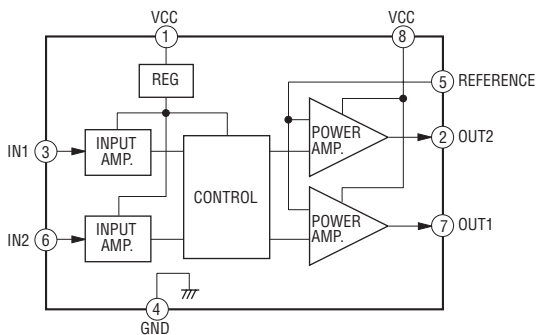 VCC
VCC
1
8
REG
5
REFERENCE
IN1
3
INPUT
AMP.
POWER
AMP.
2
OUT2
CONTROL
IN2
6
INPUT
AMP.
POWER
AMP.
7
OUT1
4
GND